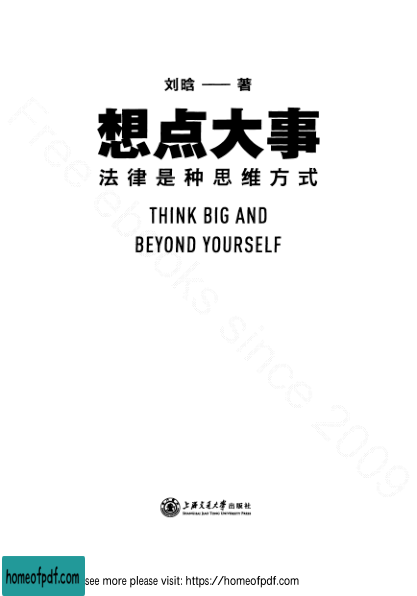 刘晗 —— 著
想点大事
法律是种思维方式
THINK BIG AND
BEYOND YOURSELF
Free ebooks since 2009
上海交通大学出版社
SHANGHAI JIAO TONG UNIVERSITY PRESS
homeofpdf.com
see more please visit: https://homeofpdf.com